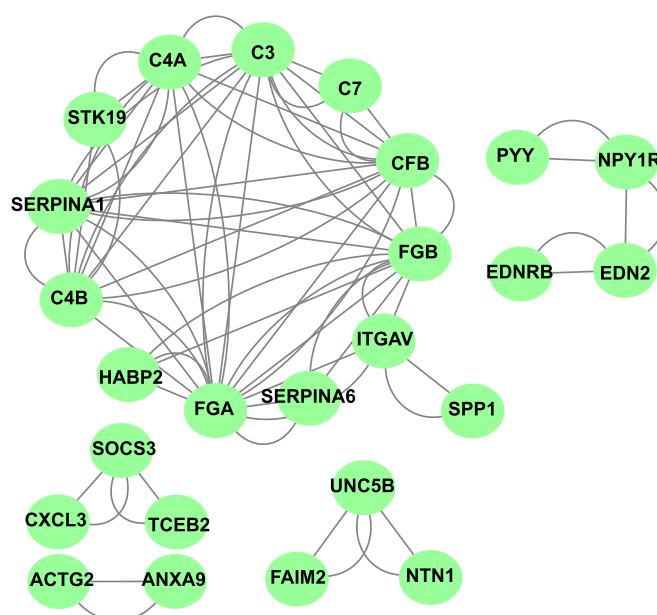 C4A
C3
C7
STK19
CFB
PYY
NPY1R
SERPINA1
FGB
EDNRB
EDN2
C4B
ITGAV
HABP2
SERPINA6
FGA
SPP1
SOCS3
CXCL3
TCEB2
UNC5B
ACTG2
ANXA9
FAIM2
NTN1